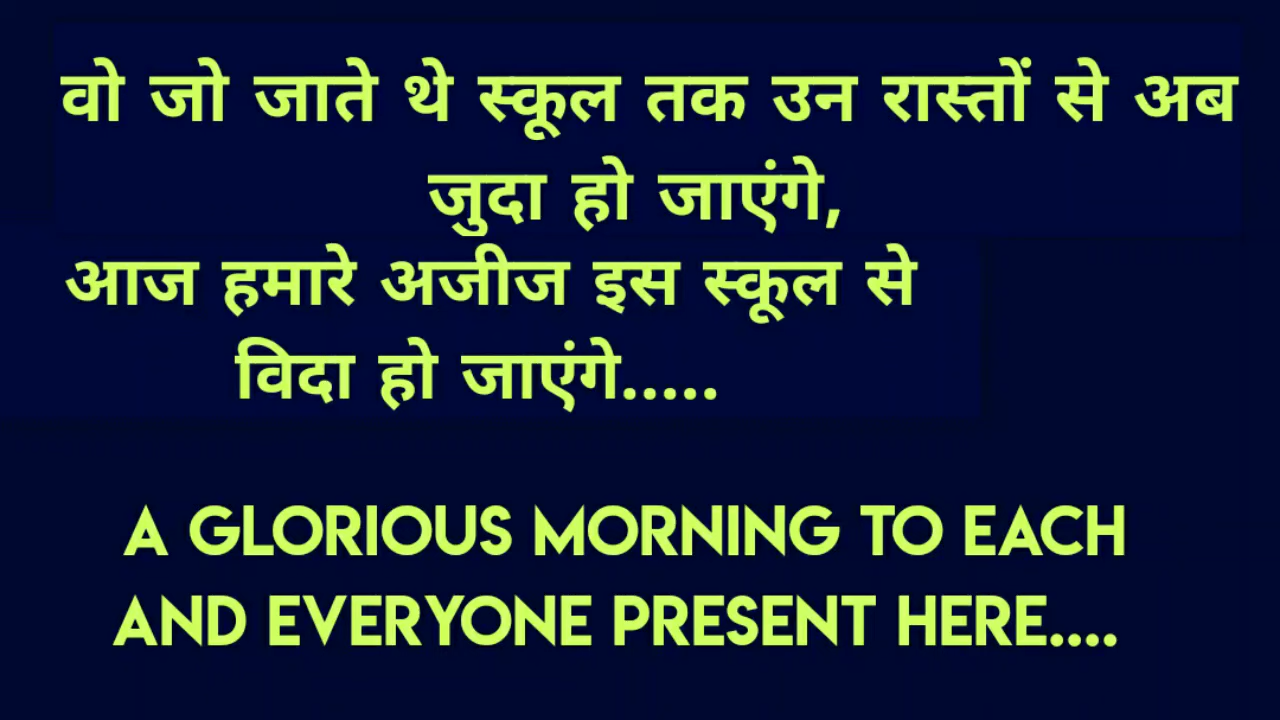 वो जो जाते थे स्कूल तक उन रास्तों से अब
जुदा हो जाएंगे,
आज हमारे अजीज इस स्कूल से
विदा हो जाएंगे.....
A GLORIOUS MORNING TO EACH
AND EVERYONE PRESENT HERE....